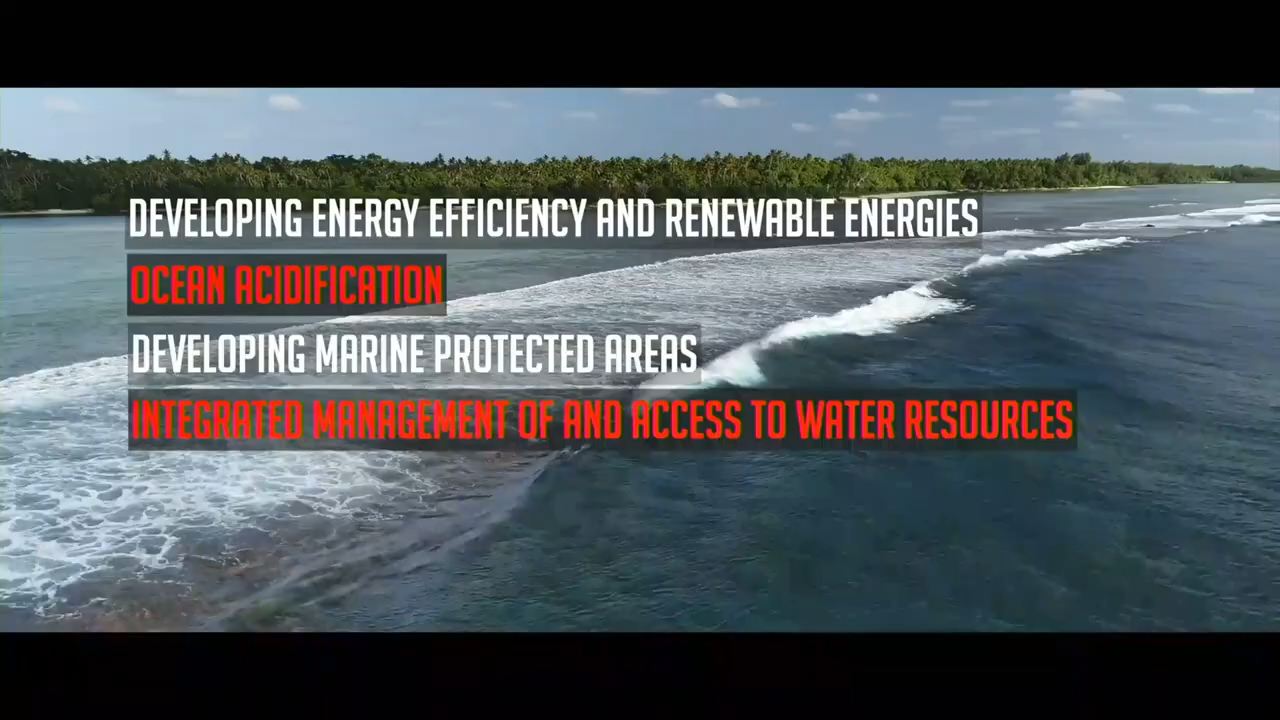 DEVELOPING ENERGY EFFICIENCY AND RENEWABLE ENERGIES
OCEAN ACIDIFICATION
DEVELOPING MARINE PROTECTED AREAS
INTEGRATED MANAGEMENT OF AND ACCESS TO WATER RESOURCES